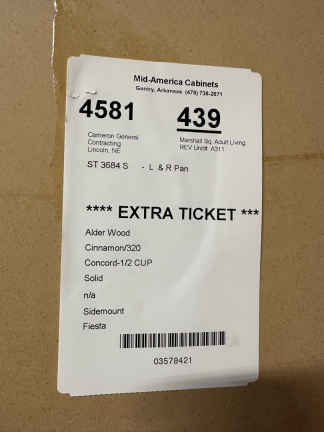 Mid-America Cabinets
Gentry, Arkansas (479) 736-2671
4581 439
Cameron General
Contracting
Lincoln, NE
Marshall Sq. Adult Living
REV Unit# A311
ST 3684 S - L & R Pan
**** EXTRA TICKET ***
Alder Wood
Cinnamon/320
Concord-1/2 CUP
Solid
n/a
Sidemount
Fiesta
03578421